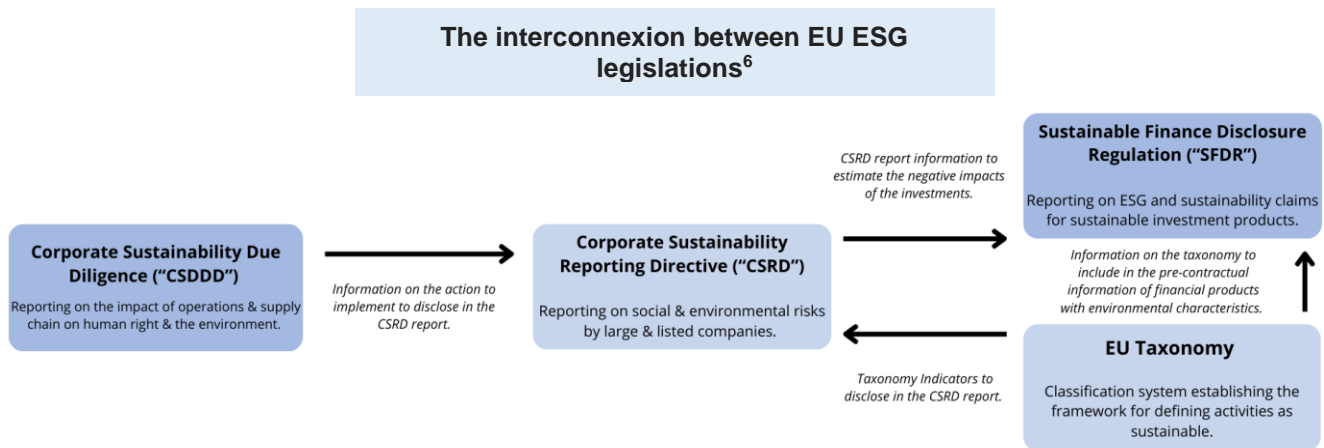 The interconnexion between EU ESG
legislations6
Sustainable Finance Disclosure
Regulation (“SFDR”)
Reporting on ESG and sustainability claims
for sustainable investment products.
CSRD report information to
estimate the negative impacts
of the investments.
Corporate Sustainability Due
Diligence (“CSDDD”)
Reporting on the impact of operations & supply
chain on human right & the environment.
Information on the action to
implement to disclose in the
CSRD report.
Corporate Sustainability
Reporting Directive (“CSRD”)
Reporting on social & environmental risks
by large & listed companies.
Information on the taxonomy to
include in the pre-contractual
information of financial products
with environmental characteristics.
Taxonomy Indicators to
disclose in the CSRD report.
EU Taxonomy
Classification system establishing the
framework for defining activities as
sustainable.